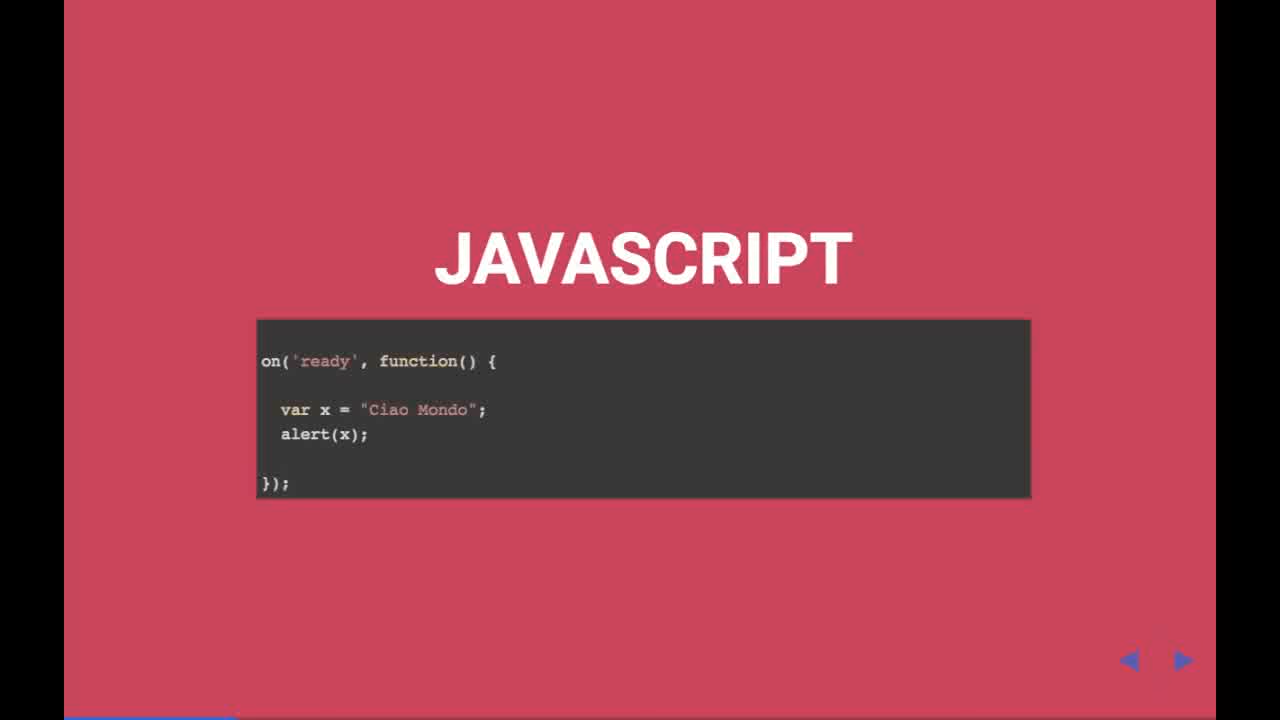 JAVASCRIPT
on('ready', function() {
var x = "Ciao Mondo";
alert(x);
});